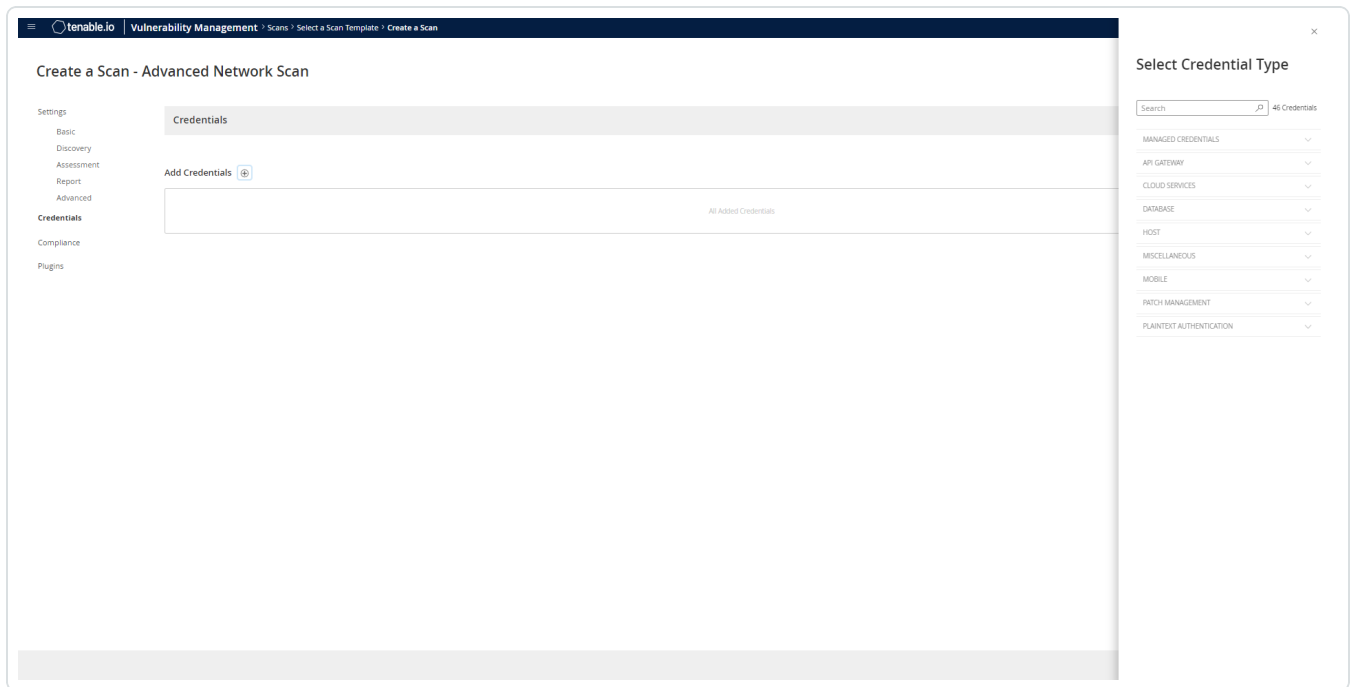 tenable.io Vulnerability Management > Scans > Select a Scan Template > Create a Scan
Create a Scan - Advanced Network Scan
Settings
Basic
Discovery
Assessment
Report
Advanced
Credentials
Compliance
Plugins
Credentials
Add Credentials
All Added Credentials
Select Credential Type
Search
46 Credentials
MANAGED CREDENTIALS
API GATEWAY
CLOUD SERVICES
DATABASE
HOST
MISCELLANEOUS
MOBILE
PATCH MANAGEMENT
PLAINTEXT AUTHENTICATION